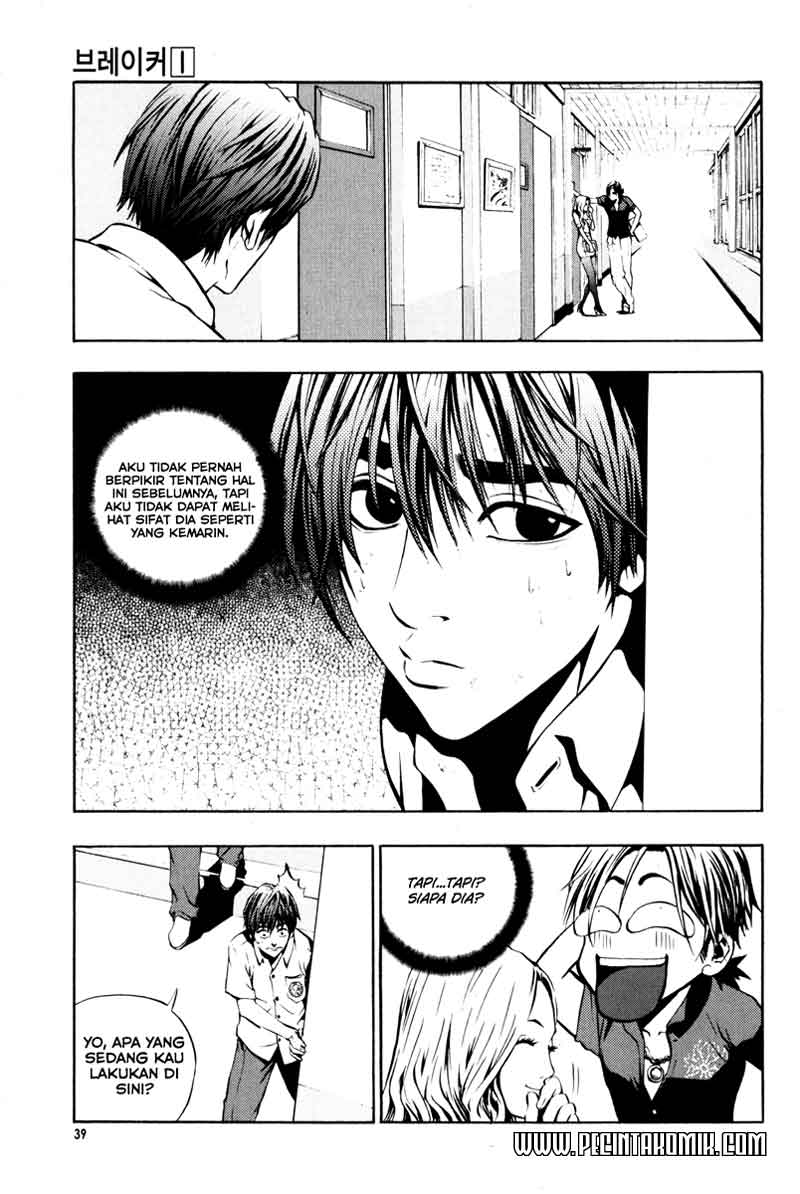 브레이커 1
AKU TIDAK PERNAH
BERPIKIR TENTANG HAL
INI SEBELUMNYA, TAPI
AKU TIDAK DAPAT MELI-
HAT SIFAT DIA SEPERTI
YANG KEMARIN.
TAPI...TAPI?
SIAPA DIA?
YO, APA YANG
SEDANG KAU
LAKUKAN DI
SINI?
39
WWW.PECINTAKOMIK.COM